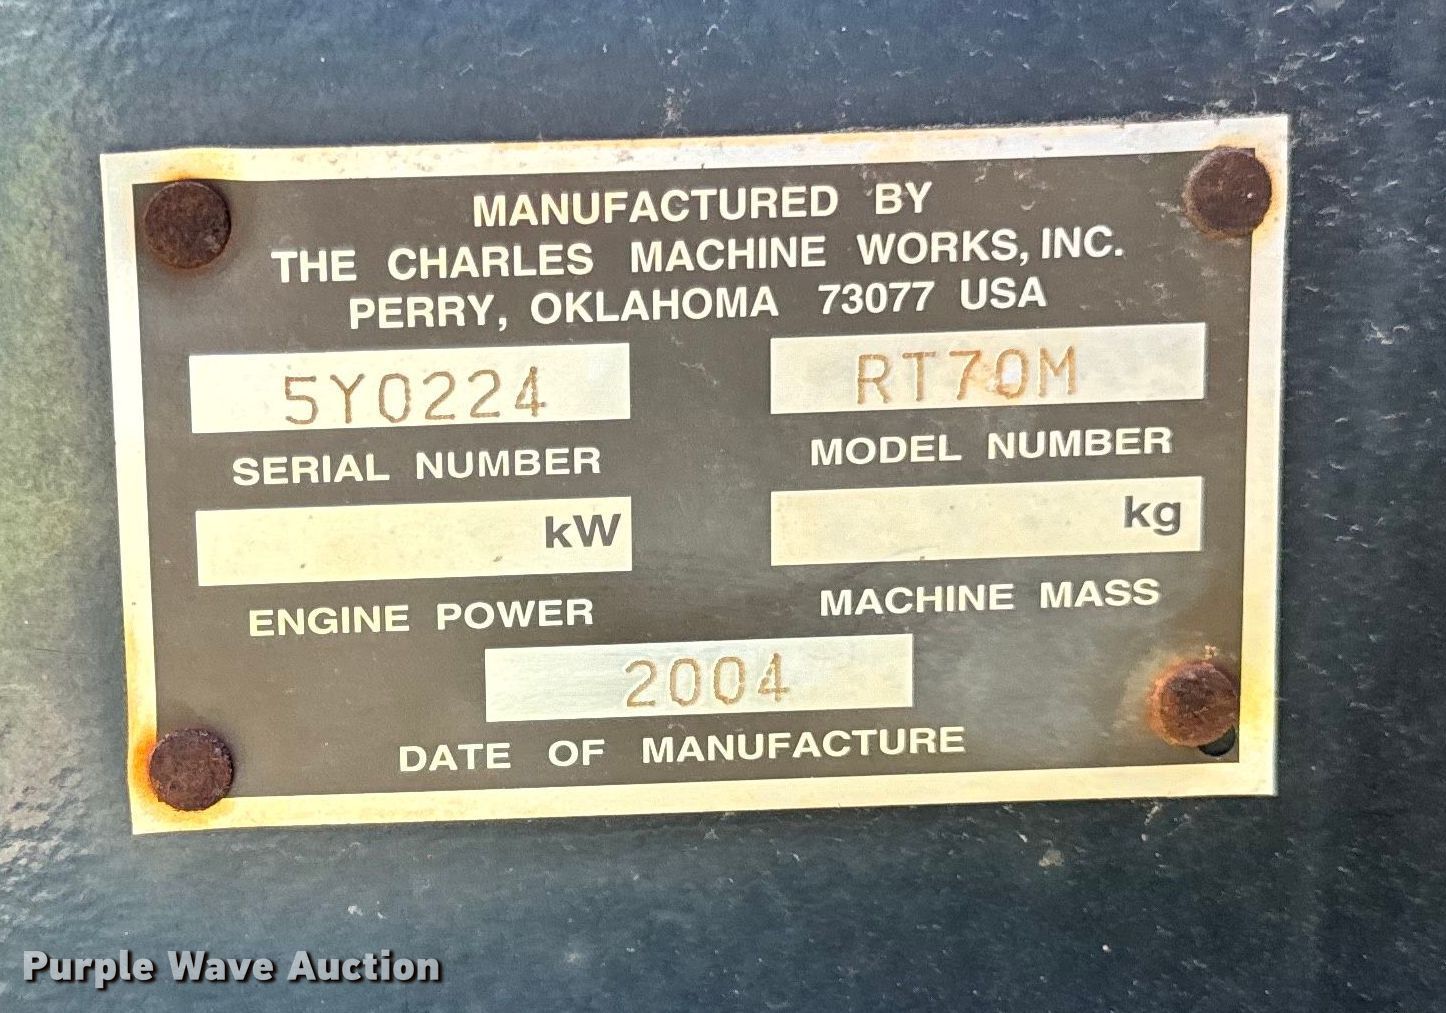 MANUFACTURED BY
THE CHARLES MACHINE WORKS, INC.
PERRY, OKLAHOMA 73077 USA
5Y0224 RT70M
SERIAL NUMBER MODEL NUMBER
kW kg
ENGINE POWER MACHINE MASS
2004
DATE OF MANUFACTURE
Purple Wave Auction